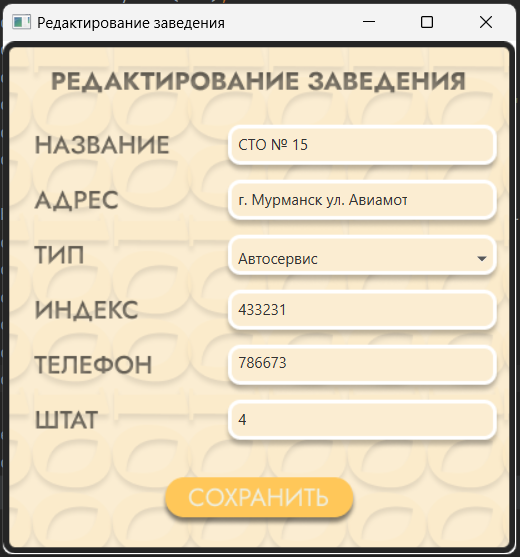 Редактирование заведения
РЕДАКТИРОВАНИЕ ЗАВЕДЕНИЯ
НАЗВАНИЕ СТО № 15
АДРЕС г. Мурманск ул. Авиамот
ТИП Автосервис
ИНДЕКС 433231
ТЕЛЕФОН 786673
ШТАТ 4
СОХРАНИТЬ